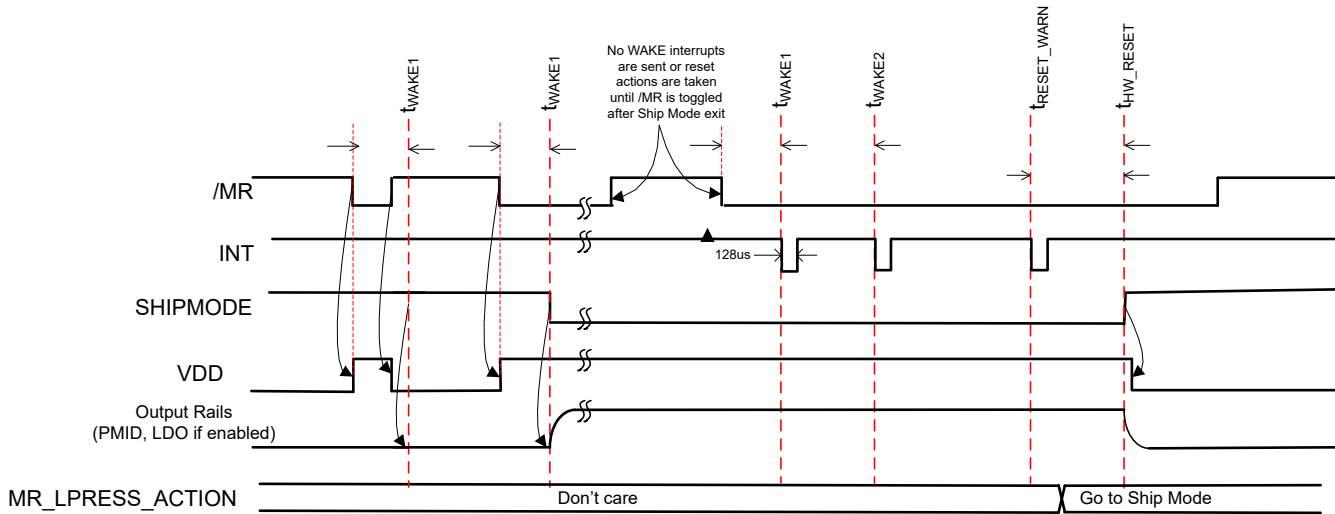 No WAKE interrupts
are sent or reset
actions are taken
until /MR is toggled
after Ship Mode exit
tWAKE1
tWAKE1
tWAKE1
tWAKE2
tRESET_WARN
tHW_RESET
/MR
INT
128us
SHIPMODE
VDD
Output Rails
(PMID, LDO if enabled)
MR_LPRESS_ACTION
Don't care
Go to Ship Mode